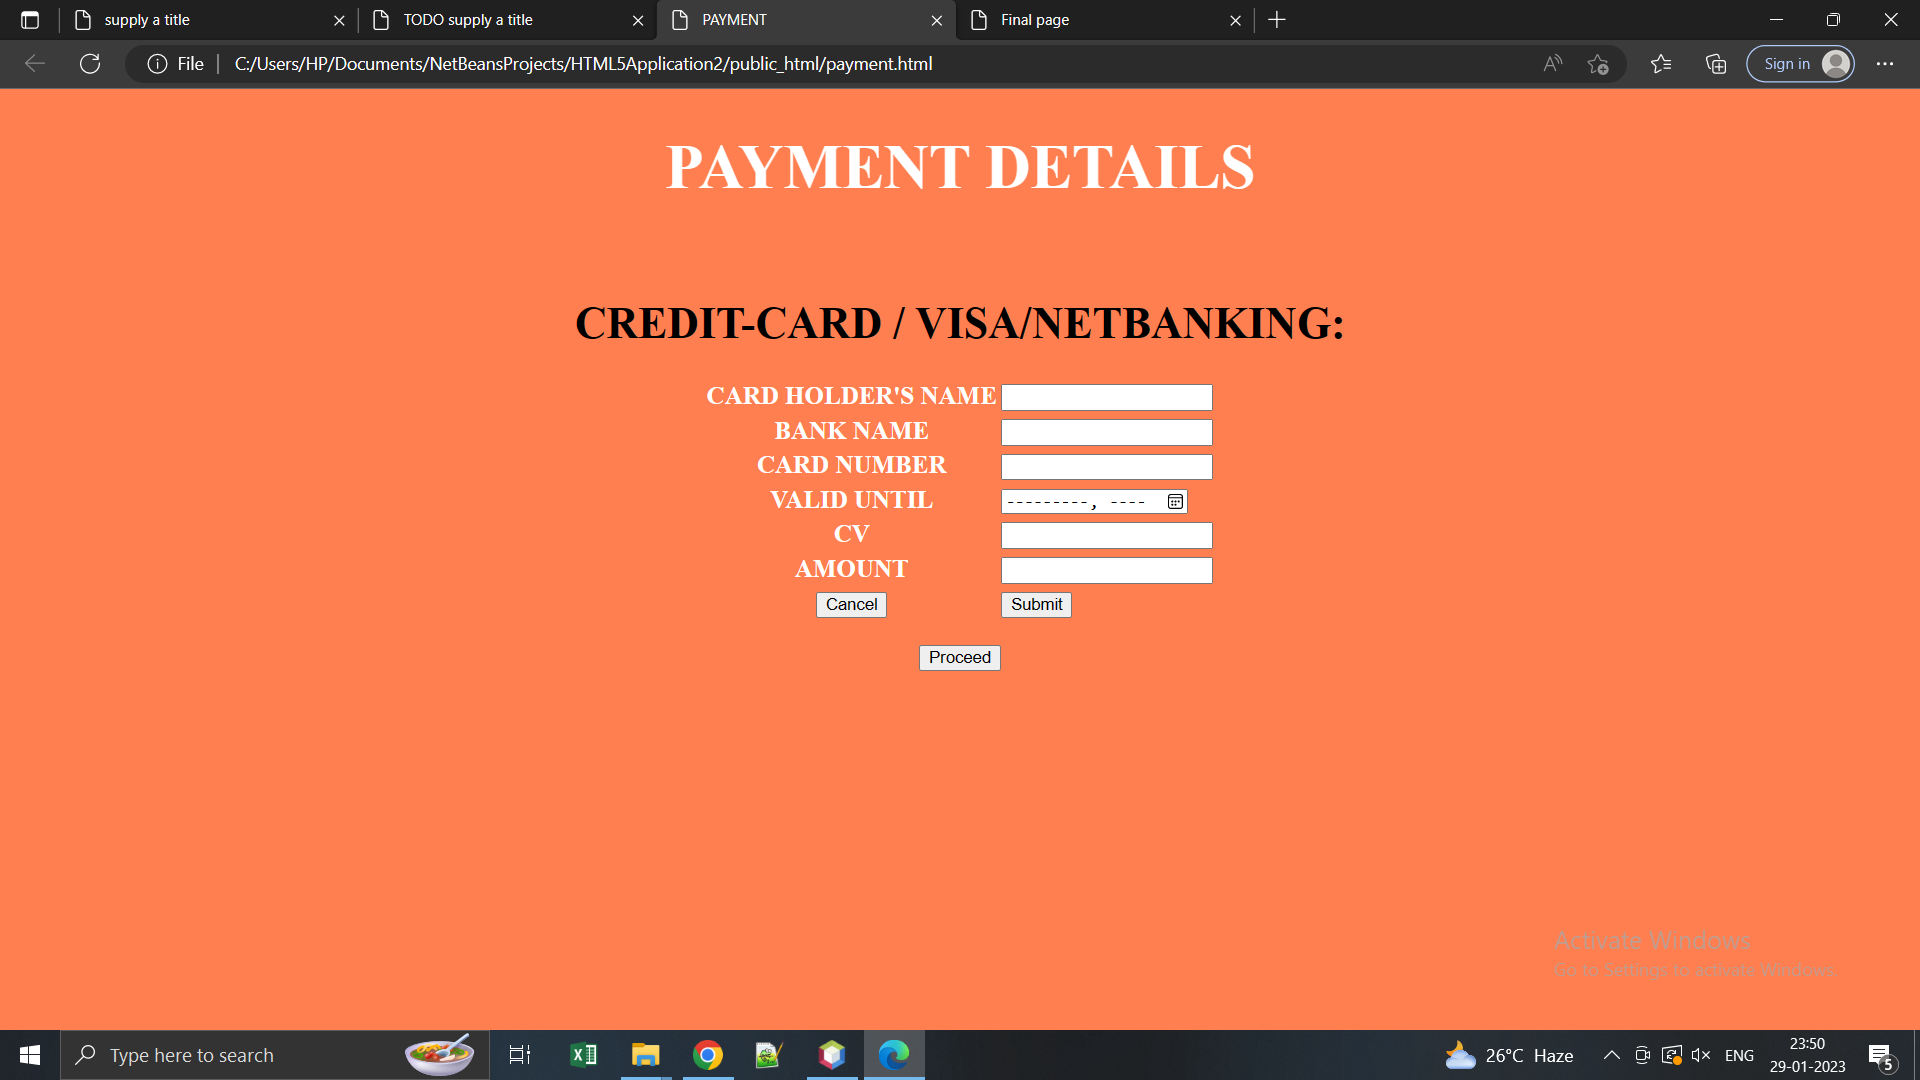 supply a title
TODO supply a title
PAYMENT
Final page
File
C:/Users/HP/Documents/NetBeansProjects/HTML5Application2/public_html/payment.html
Sign in
PAYMENT DETAILS
CREDIT-CARD / VISA/NETBANKING:
CARD HOLDER'S NAME
BANK NAME
CARD NUMBER
VALID UNTIL ---------, ----
CV
AMOUNT
Cancel Submit
Proceed
Activate Windows
Go to Settings to activate Windows.
Type here to search
26°C Haze
ENG
23:50
29-01-2023
5